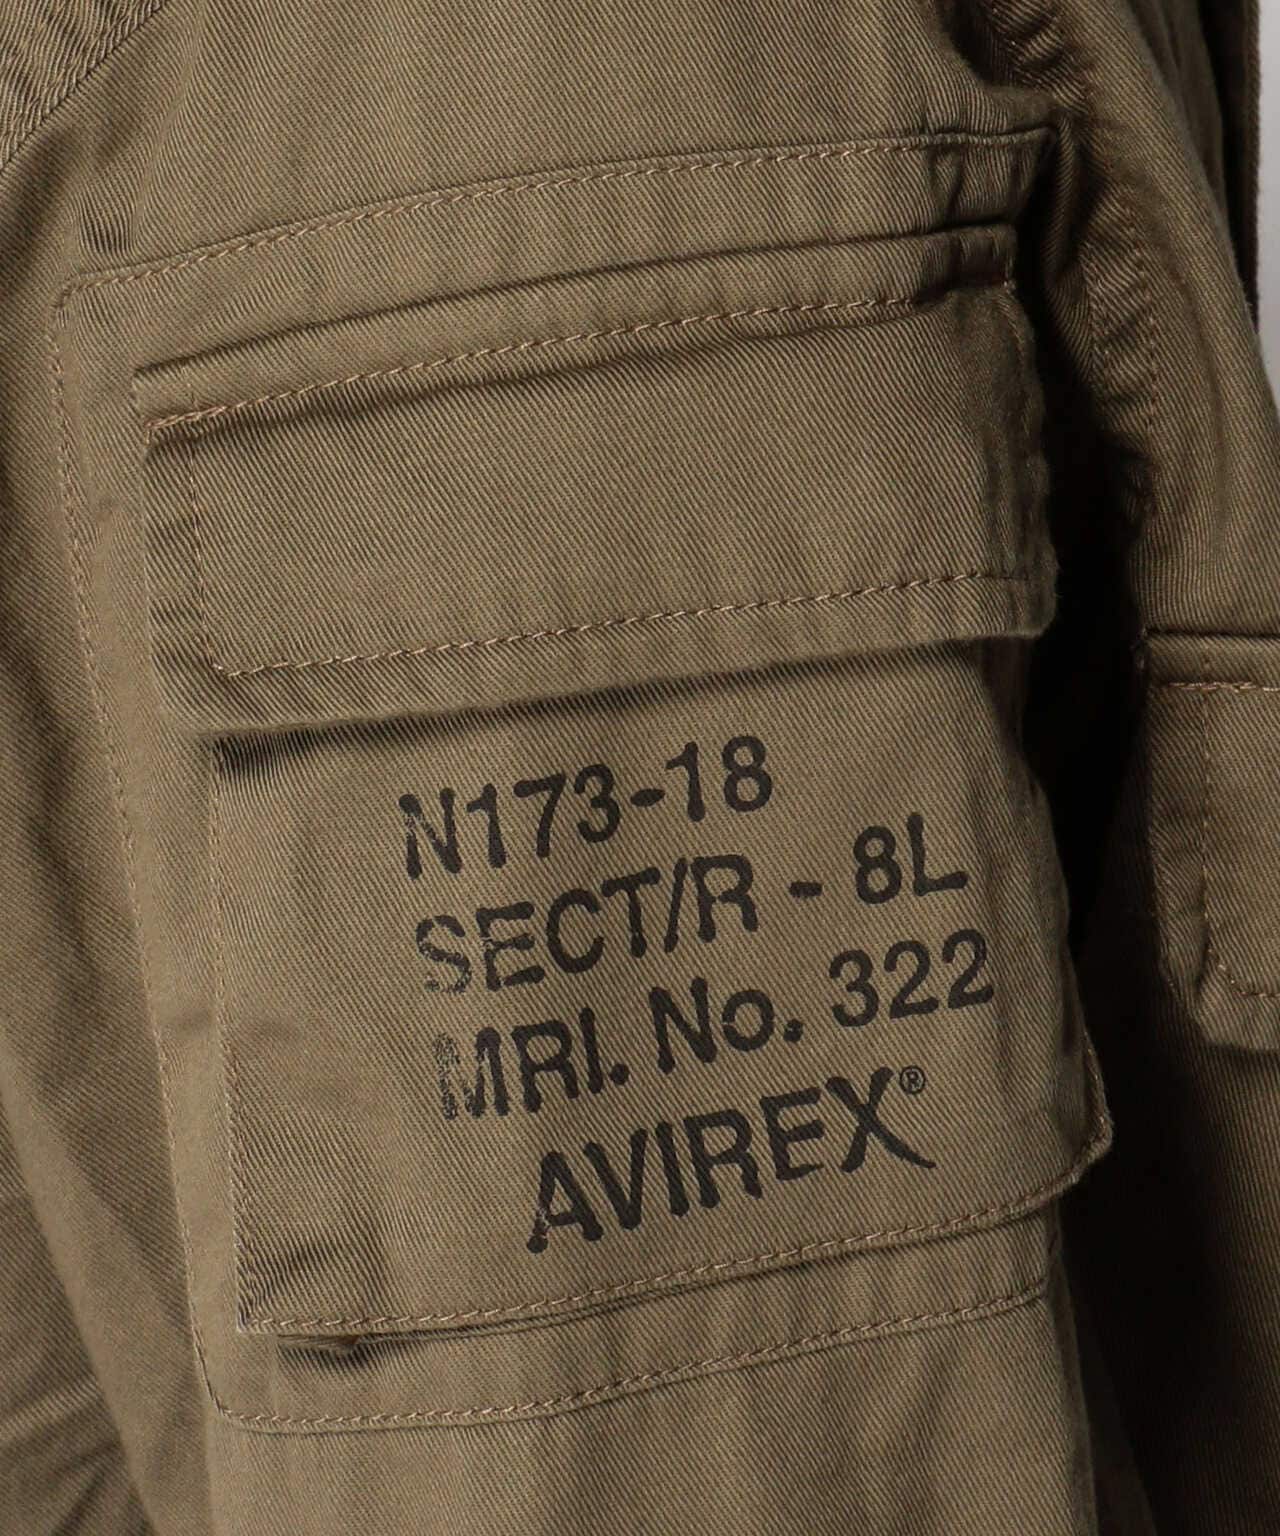 N173-18
SECT/R - 8L
MRI. No. 322
AVIREX®